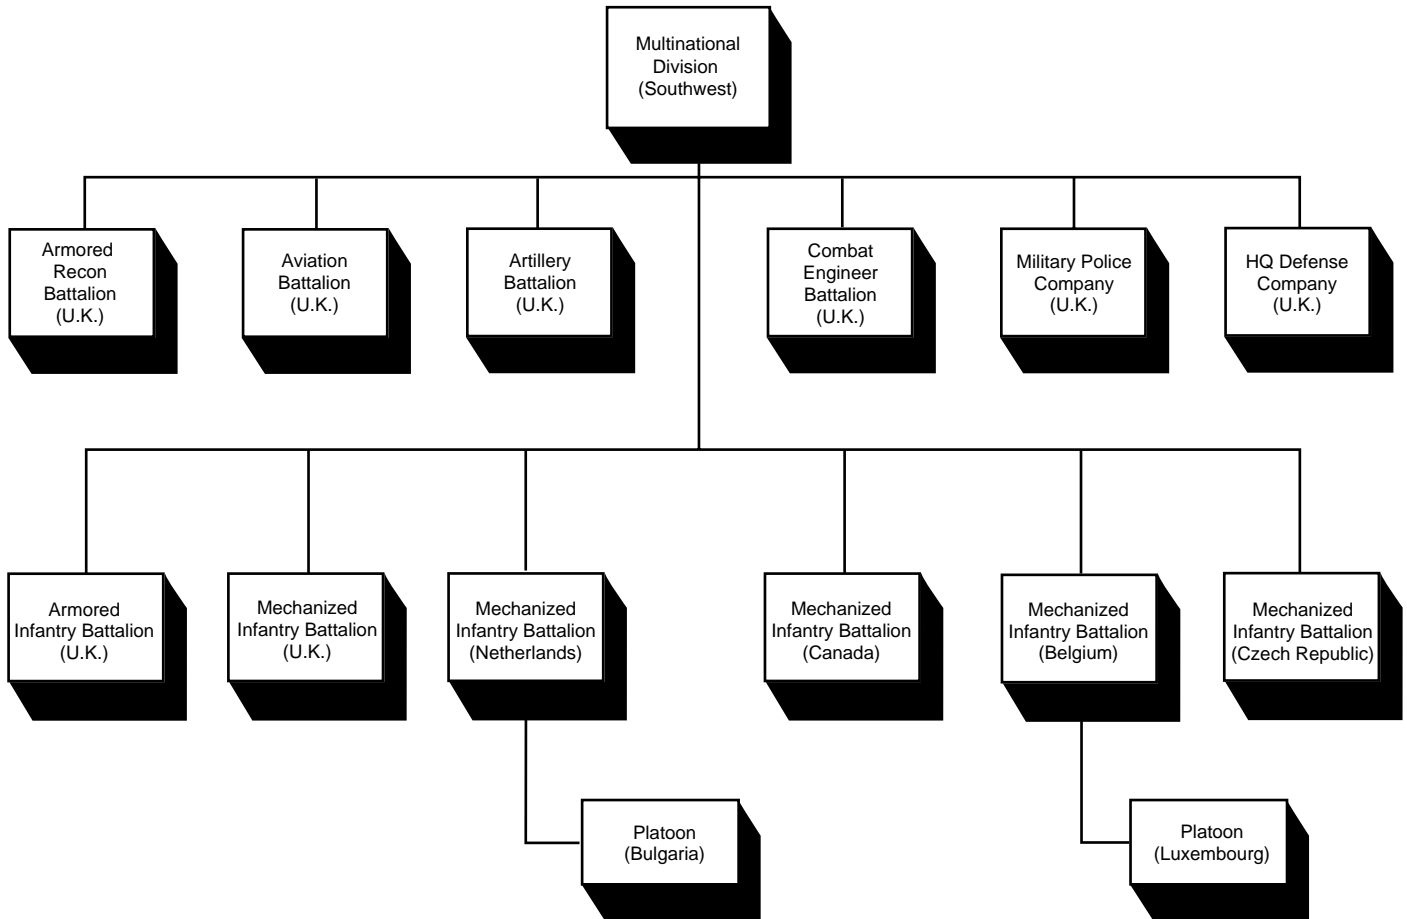 Multinational
Division
(Southwest)
Armored
Recon
Battalion
(U.K.)
Aviation
Battalion
(U.K.)
Artillery
Battalion
(U.K.)
Combat
Engineer
Battalion
(U.K.)
Military Police
Company
(U.K.)
HQ Defense
Company
(U.K.)
Armored
Infantry Battalion
(U.K.)
Mechanized
Infantry Battalion
(U.K.)
Mechanized
Infantry Battalion
(Netherlands)
Mechanized
Infantry Battalion
(Canada)
Mechanized
Infantry Battalion
(Belgium)
Mechanized
Infantry Battalion
(Czech Republic)
Platoon
(Bulgaria)
Platoon
(Luxembourg)